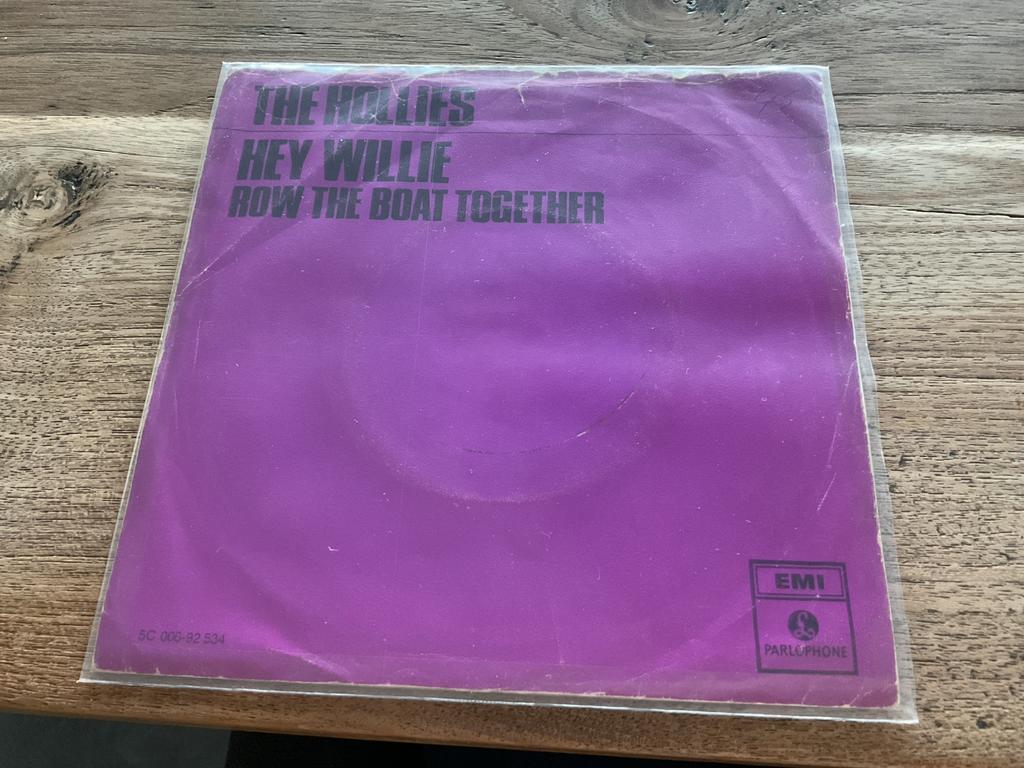 THE HOLLIES
HEY WILLIE
ROW THE BOAT TOGETHER
5C 006-92 534
EMI
PARLOPHONE